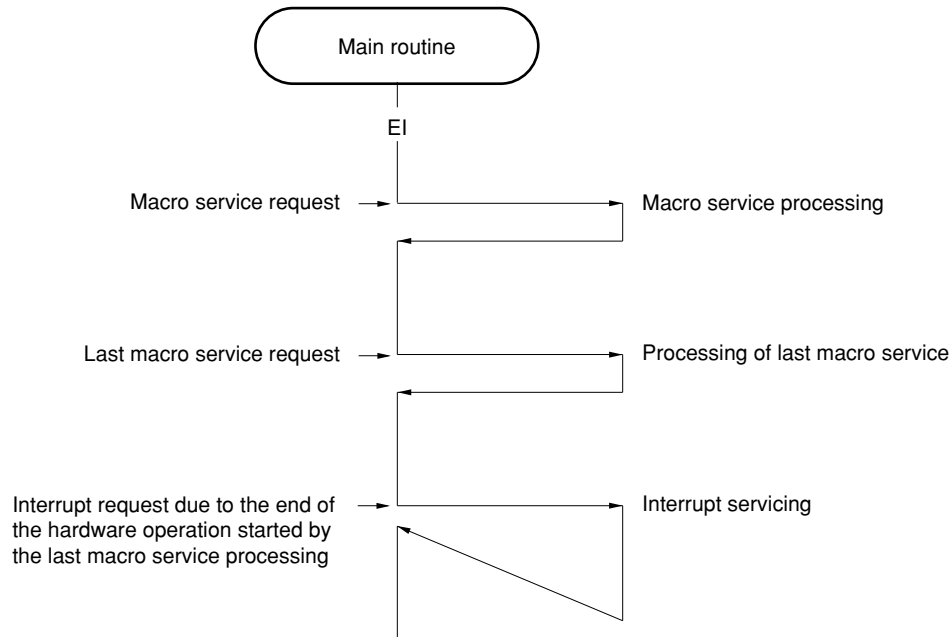 Main routine
EI
Macro service request
Macro service processing
Last macro service request
Processing of last macro service
Interrupt request due to the end of
the hardware operation started by
the last macro service processing
Interrupt servicing